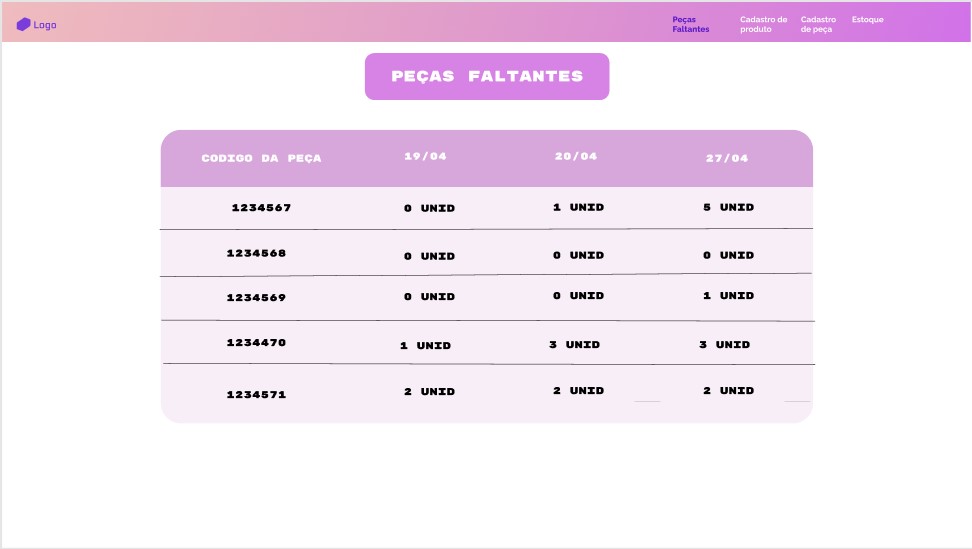 Logo
Peças Faltantes
Cadastro de produto
Cadastro de peça
Estoque
PEÇAS FALTANTES
CODIGO DA PEÇA 19/04 20/04 27/04
1234567 0 UNID 1 UNID 5 UNID
1234568 0 UNID 0 UNID 0 UNID
1234569 0 UNID 0 UNID 1 UNID
1234470 1 UNID 3 UNID 3 UNID
1234571 2 UNID 2 UNID 2 UNID